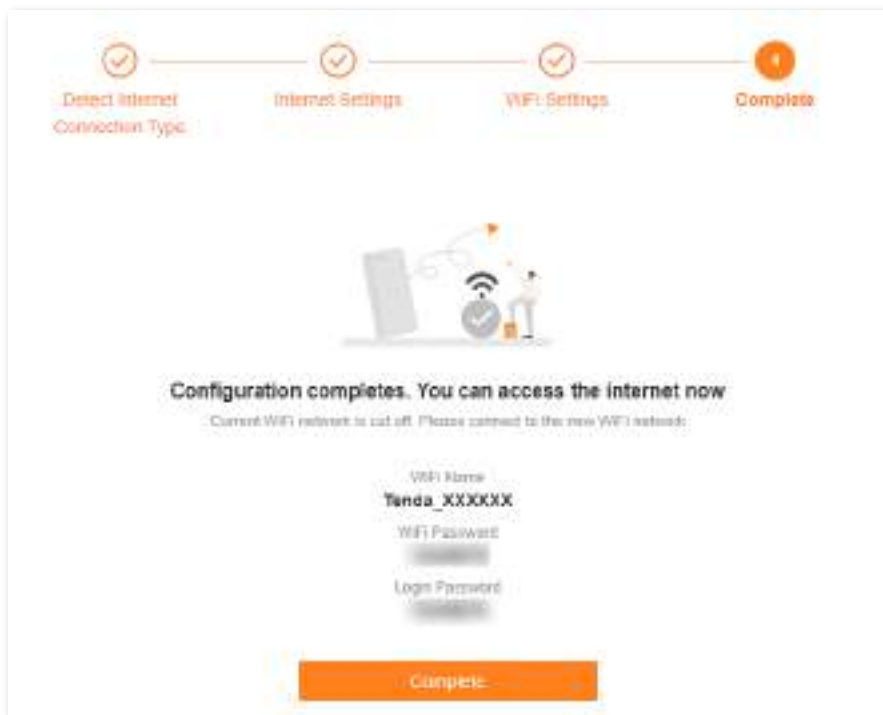 Detect Internet
Connection Type
Internet Settings
WiFi Settings
4
Complete
Configuration completes. You can access the internet now
Current WiFi network is cut off. Please connect to the new WiFi network
WiFi Name
Tenda_XXXXXX
WiFi Password
Login Password
Complete